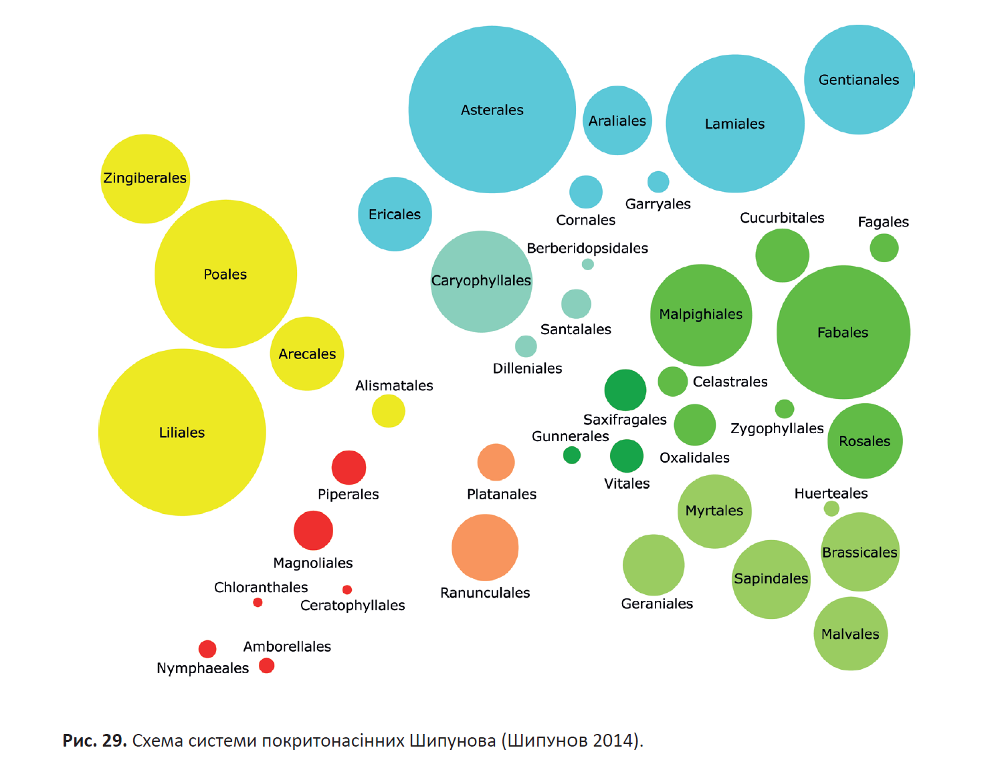 Gentianales
Asterales
Araliales
Lamiales
Zingiberales
Garryales
Ericales
Cornales
Cucurbitales
Fagales
Berberidopsidales
Poales
Caryophyllales
Malpighiales
Santalales
Fabales
Arecales
Dilleniales
Alismatales
Celastrales
Saxifragales
Zygophyllales
Liliales
Gunnerales
Rosales
Oxalidales
Vitales
Piperales
Platanales
Huerteales
Myrtales
Brassicales
Magnoliales
Sapindales
Chloranthales
Ranunculales
Ceratophyllales
Geraniales
Malvales
Amborellales
Nymphaeales
Рис. 29. Схема системи покритонасінних Шипунова (Шипунов 2014).